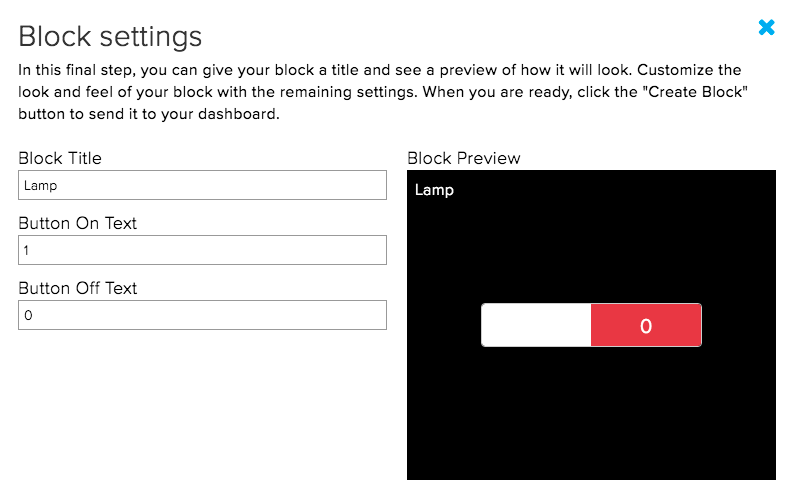 Block settings
In this final step, you can give your block a title and see a preview of how it will look. Customize the
look and feel of your block with the remaining settings. When you are ready, click the "Create Block"
button to send it to your dashboard.
Block Title
Lamp
Button On Text
1
Button Off Text
0
Block Preview
Lamp
0